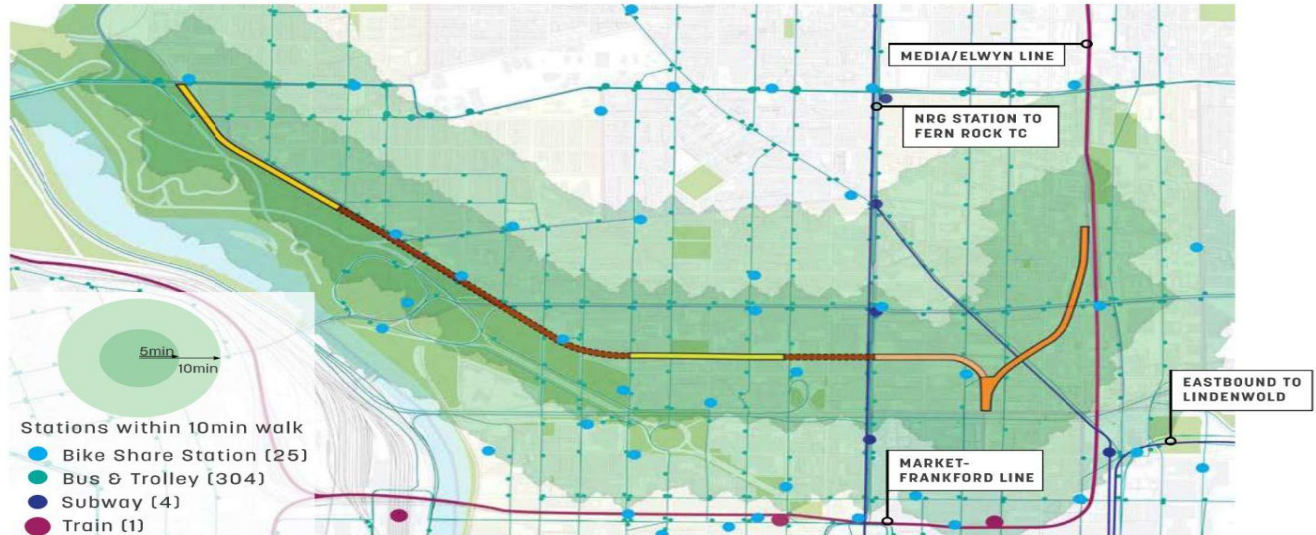 MEDIA/ELWYN LINE
NRG STATION TO
FERN ROCK TC
5min
10min
EASTBOUND TO
LINDENWOLD
Stations within 10min walk
Bike Share Station (25)
Bus & Trolley (304)
Subway (4)
Train (1)
MARKET-
FRANKFORD LINE